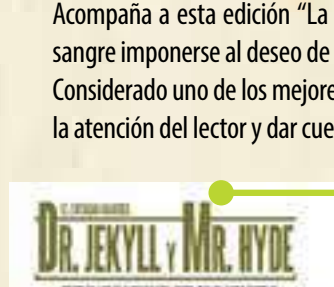 Acompaña a esta edición “La
sangre imponerse al deseo de
Considerado uno de los mejore
la atención del lector y dar cue
DR. JEKYLL Y MR. HYDE